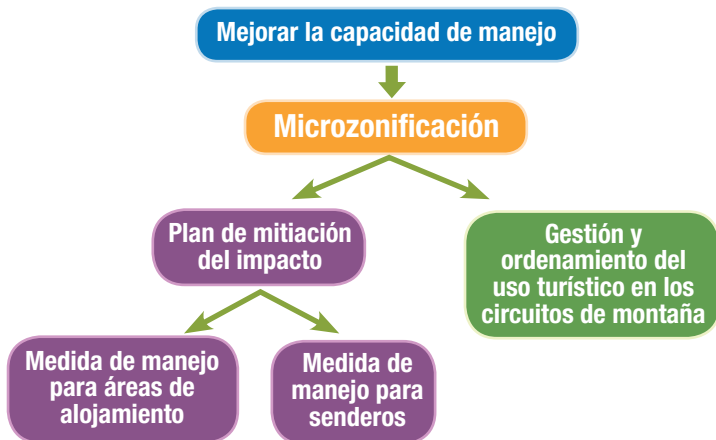 Mejorar la capacidad de manejo
Microzonificación
Plan de mitiación
del impacto
Gestión y
ordenamiento del
uso turístico en los
circuitos de montaña
Medida de manejo
para áreas de
alojamiento
Medida de
manejo para
senderos